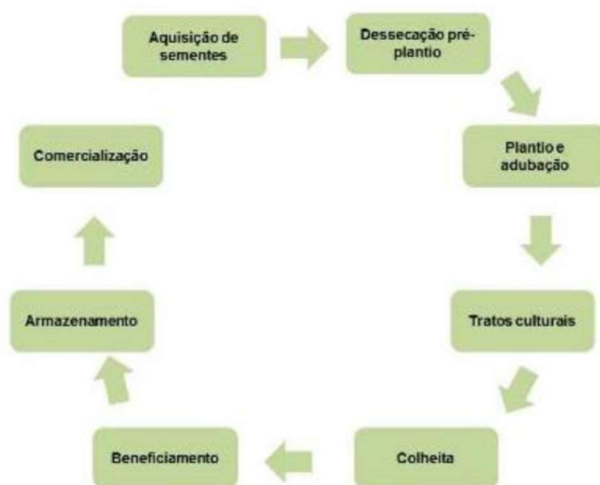 Aquisição de
sementes
Dessecação pré-
plantio
Plantio e
adubação
Tratos culturais
Colheita
Beneficiamento
Armazenamento
Comercialização